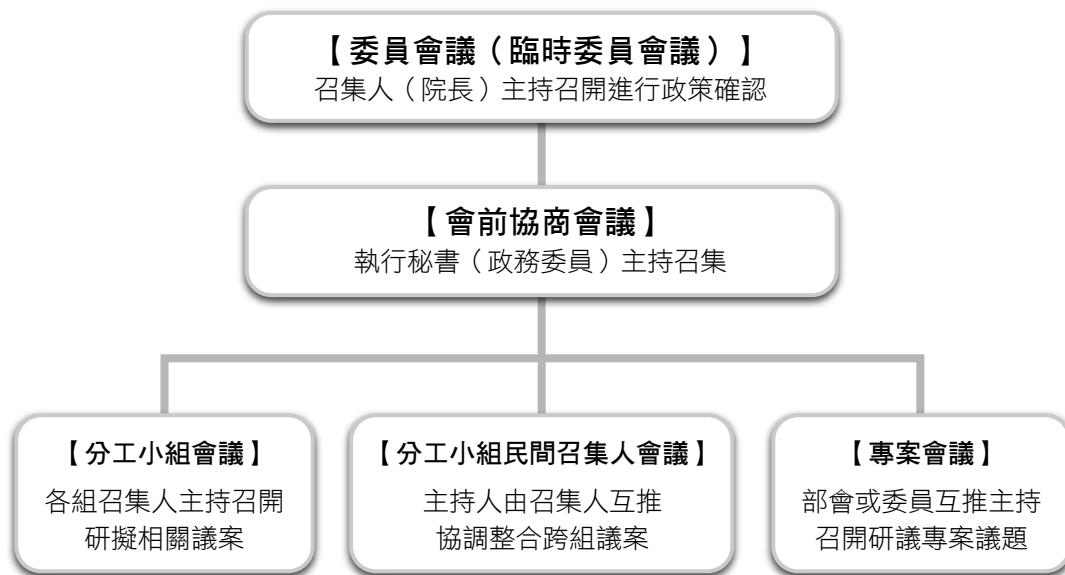 【委員會議（臨時委員會議）】
召集人（院長）主持召開進行政策確認
【會前協商會議】
執行秘書（政務委員）主持召集
【分工小組會議】
各組召集人主持召開
研擬相關議案
【分工小組民間召集人會議】
主持人由召集人互推
協調整合跨組議案
【專案會議】
部會或委員互推主持
召開研議專案議題